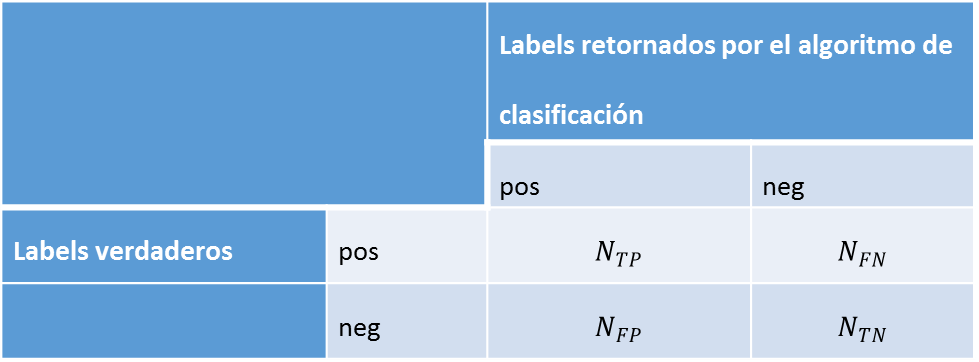 Labels retornados por el algoritmo de
clasificación
pos neg
Labels verdaderos pos N_TP N_FN
neg N_FP N_TN